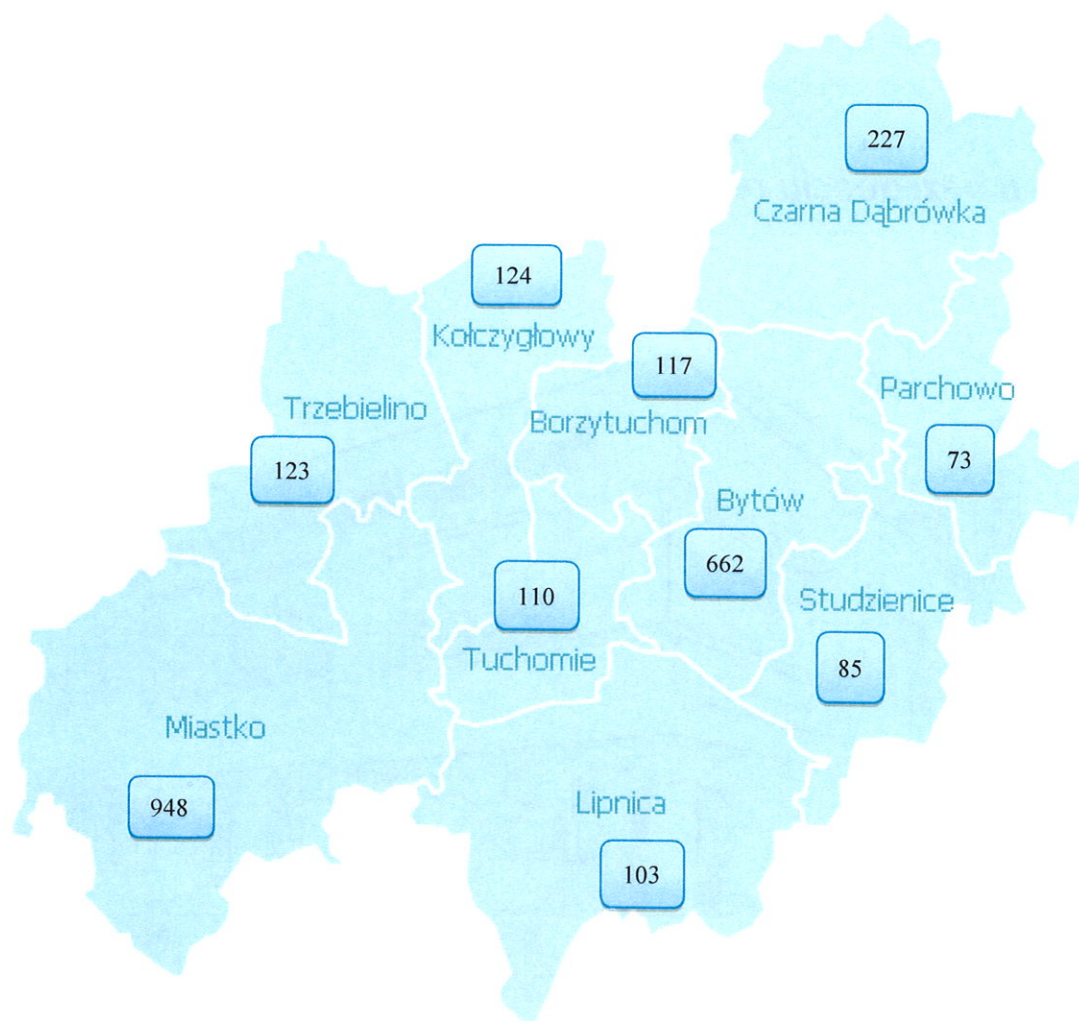 227
Czarna Dąbrówka
124
Kołczygłowy
117
Borzytuchom
Parchowo
73
Trzebielino
123
Bytów
662
110
Tuchomie
Studzienice
85
Miastko
948
Lipnica
103